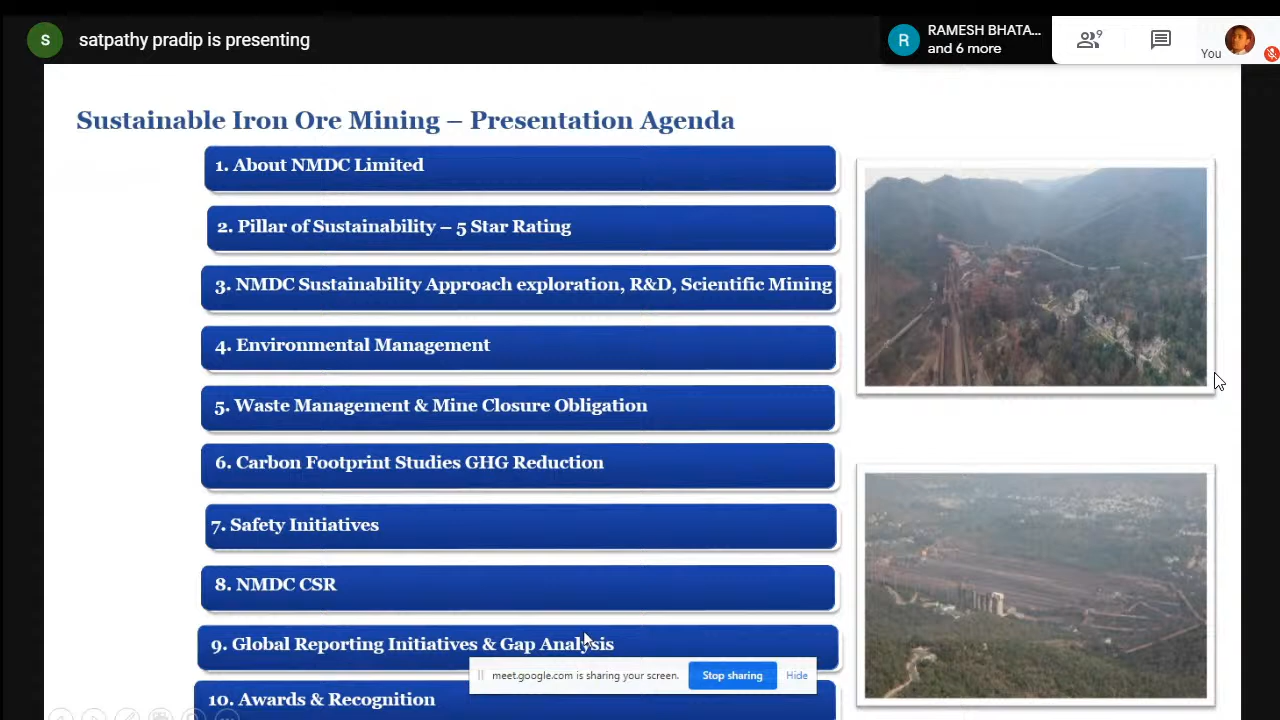 S
satpathy pradip is presenting
R
RAMESH BHATA...
and 6 more
9
You
Sustainable Iron Ore Mining – Presentation Agenda
1. About NMDC Limited
2. Pillar of Sustainability – 5 Star Rating
3. NMDC Sustainability Approach exploration, R&D, Scientific Mining
4. Environmental Management
5. Waste Management & Mine Closure Obligation
6. Carbon Footprint Studies GHG Reduction
7. Safety Initiatives
8. NMDC CSR
9. Global Reporting Initiatives & Gap Analysis
meet.google.com is sharing your screen.
Stop sharing
Hide
10. Awards & Recognition